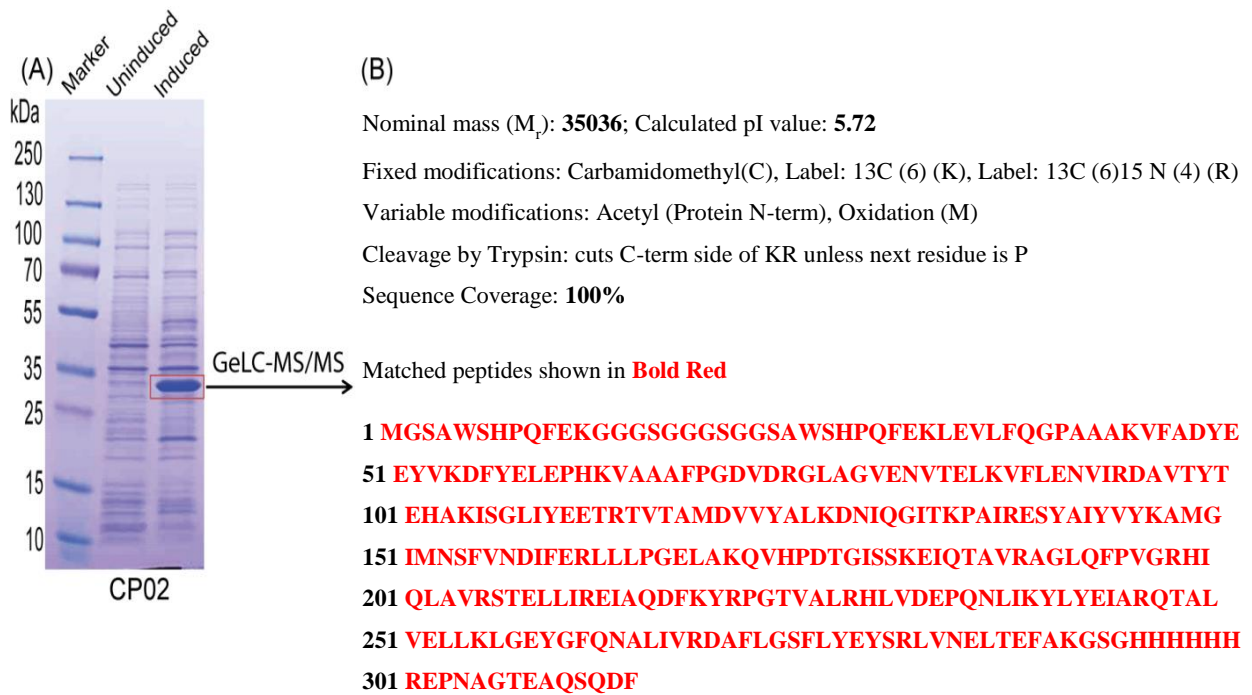 (A)
Marker
Uninduced
Induced
kDa
250
130
100
70
55
35
25
15
10
CP02
GeLC-MS/MS
(B)
Nominal mass (Mr): 35036; Calculated pI value: 5.72
Fixed modifications: Carbamidomethyl(C), Label: 13C (6) (K), Label: 13C (6)15 N (4) (R)
Variable modifications: Acetyl (Protein N-term), Oxidation (M)
Cleavage by Trypsin: cuts C-term side of KR unless next residue is P
Sequence Coverage: 100%
Matched peptides shown in Bold Red
1 MGSAWSHPQFEKGGGSGGGSGGSAWSHPQFEKLEVLFQGPAAAKVFADYE
51 EYVKDFYELEPHKVAAAFPGDVDRGLAGVENVTELKVFLENVIRDAVTYT
101 EHAKISGLIYEETRTVTAMDVVYALKDNIQGITKPAIRESYAIYVYKAMG
151 IMNSFVNDIFERLLLPGELAKQVHPDTGISSKEIQTAVRAGLQFPVGRHI
201 QLAVRSTELLIREIAQDFKYRPGTVALRHLVDEPQNLIKYLYEIARQTAL
251 VELLKLGEYGFQNALIVRDAFLGSFLYEYSRLVNELTEFAKGSGHHHHHH
301 REPNAGTEAQSQDF